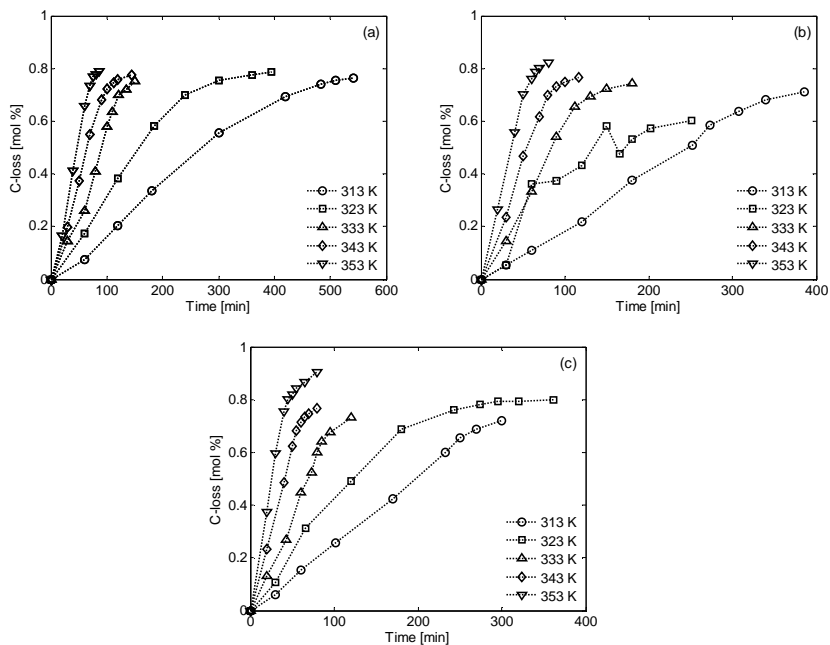 (a)
1
0.8
0.6
0.4
0.2
0
C-loss [mol %]
313 K
323 K
333 K
343 K
353 K
0 100 200 300 400 500 600
Time [min]
(b)
1
0.8
0.6
0.4
0.2
0
C-loss [mol %]
313 K
323 K
333 K
343 K
353 K
0 100 200 300 400
Time [min]
(c)
1
0.8
0.6
0.4
0.2
0
C-loss [mol %]
313 K
323 K
333 K
343 K
353 K
0 100 200 300 400
Time [min]